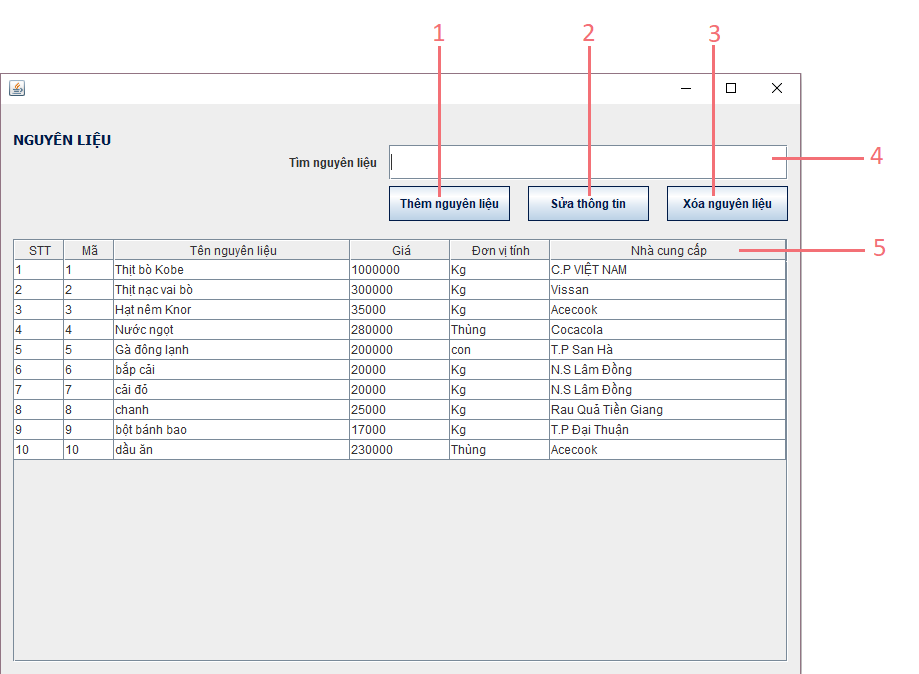 1 2 3
NGUYÊN LIỆU
Tìm nguyên liệu 4
Thêm nguyên liệu Sửa thông tin Xóa nguyên liệu
STT Mã Tên nguyên liệu Giá Đơn vị tính Nhà cung cấp 5
1 1 Thịt bò Kobe 1000000 Kg C.P VIỆT NAM
2 2 Thịt nạc vai bò 300000 Kg Vissan
3 3 Hạt nêm Knor 35000 Kg Acecook
4 4 Nước ngọt 280000 Thùng Cocacola
5 5 Gà đông lạnh 200000 con T.P San Hà
6 6 bắp cải 20000 Kg N.S Lâm Đồng
7 7 cải đỏ 20000 Kg N.S Lâm Đồng
8 8 chanh 25000 Kg Rau Quả Tiền Giang
9 9 bột bánh bao 17000 Kg T.P Đại Thuận
10 10 dầu ăn 230000 Thùng Acecook